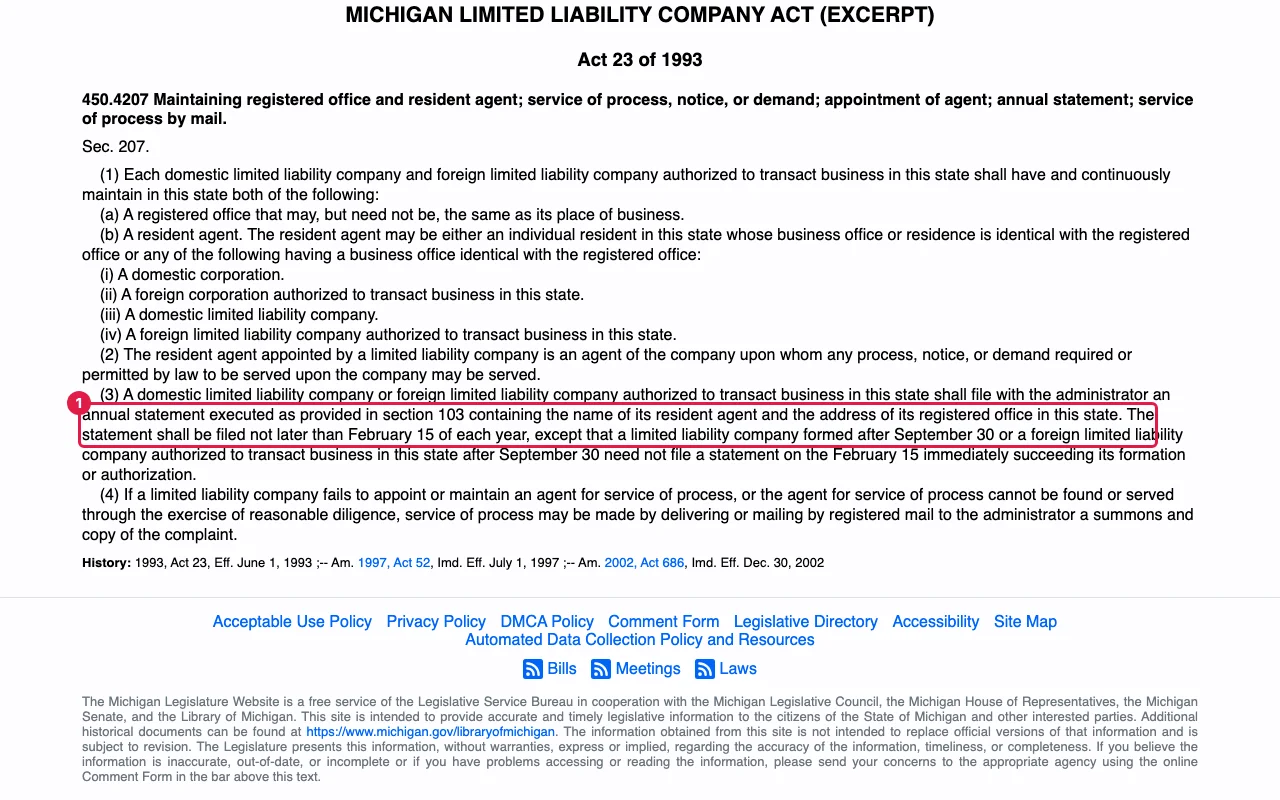 MICHIGAN LIMITED LIABILITY COMPANY ACT (EXCERPT)
Act 23 of 1993
450.4207 Maintaining registered office and resident agent; service of process, notice, or demand; appointment of agent; annual statement; service
of process by mail.
Sec. 207.
(1) Each domestic limited liability company and foreign limited liability company authorized to transact business in this state shall have and continuously
maintain in this state both of the following:
(a) A registered office that may, but need not be, the same as its place of business.
(b) A resident agent. The resident agent may be either an individual resident in this state whose business office or residence is identical with the registered
office or any of the following having a business office identical with the registered office:
(i) A domestic corporation.
(ii) A foreign corporation authorized to transact business in this state.
(iii) A domestic limited liability company.
(iv) A foreign limited liability company authorized to transact business in this state.
(2) The resident agent appointed by a limited liability company is an agent of the company upon whom any process, notice, or demand required or
permitted by law to be served upon the company may be served.
(3) A domestic limited liability company or foreign limited liability company authorized to transact business in this state shall file with the administrator an
1
annual statement executed as provided in section 103 containing the name of its resident agent and the address of its registered office in this state. The
statement shall be filed not later than February 15 of each year, except that a limited liability company formed after September 30 or a foreign limited liability
company authorized to transact business in this state after September 30 need not file a statement on the February 15 immediately succeeding its formation
or authorization.
(4) If a limited liability company fails to appoint or maintain an agent for service of process, or the agent for service of process cannot be found or served
through the exercise of reasonable diligence, service of process may be made by delivering or mailing by registered mail to the administrator a summons and
copy of the complaint.
History: 1993, Act 23, Eff. June 1, 1993 ;-- Am. 1997, Act 52, Imd. Eff. July 1, 1997 ;-- Am. 2002, Act 686, Imd. Eff. Dec. 30, 2002
Acceptable Use Policy Privacy Policy DMCA Policy Comment Form Legislative Directory Accessibility Site Map
Automated Data Collection Policy and Resources
Bills Meetings Laws
The Michigan Legislature Website is a free service of the Legislative Service Bureau in cooperation with the Michigan Legislative Council, the Michigan House of Representatives, the Michigan
Senate, and the Library of Michigan. This site is intended to provide accurate and timely legislative information to the citizens of the State of Michigan and other interested parties. Additional
historical documents can be found at https://www.michigan.gov/libraryofmichigan. The information obtained from this site is not intended to replace official versions of that information and is
subject to revision. The Legislature presents this information, without warranties, express or implied, regarding the accuracy of the information, timeliness, or completeness. If you believe the
information is inaccurate, out-of-date, or incomplete or if you have problems accessing or reading the information, please send your concerns to the appropriate agency using the online
Comment Form in the bar above this text.